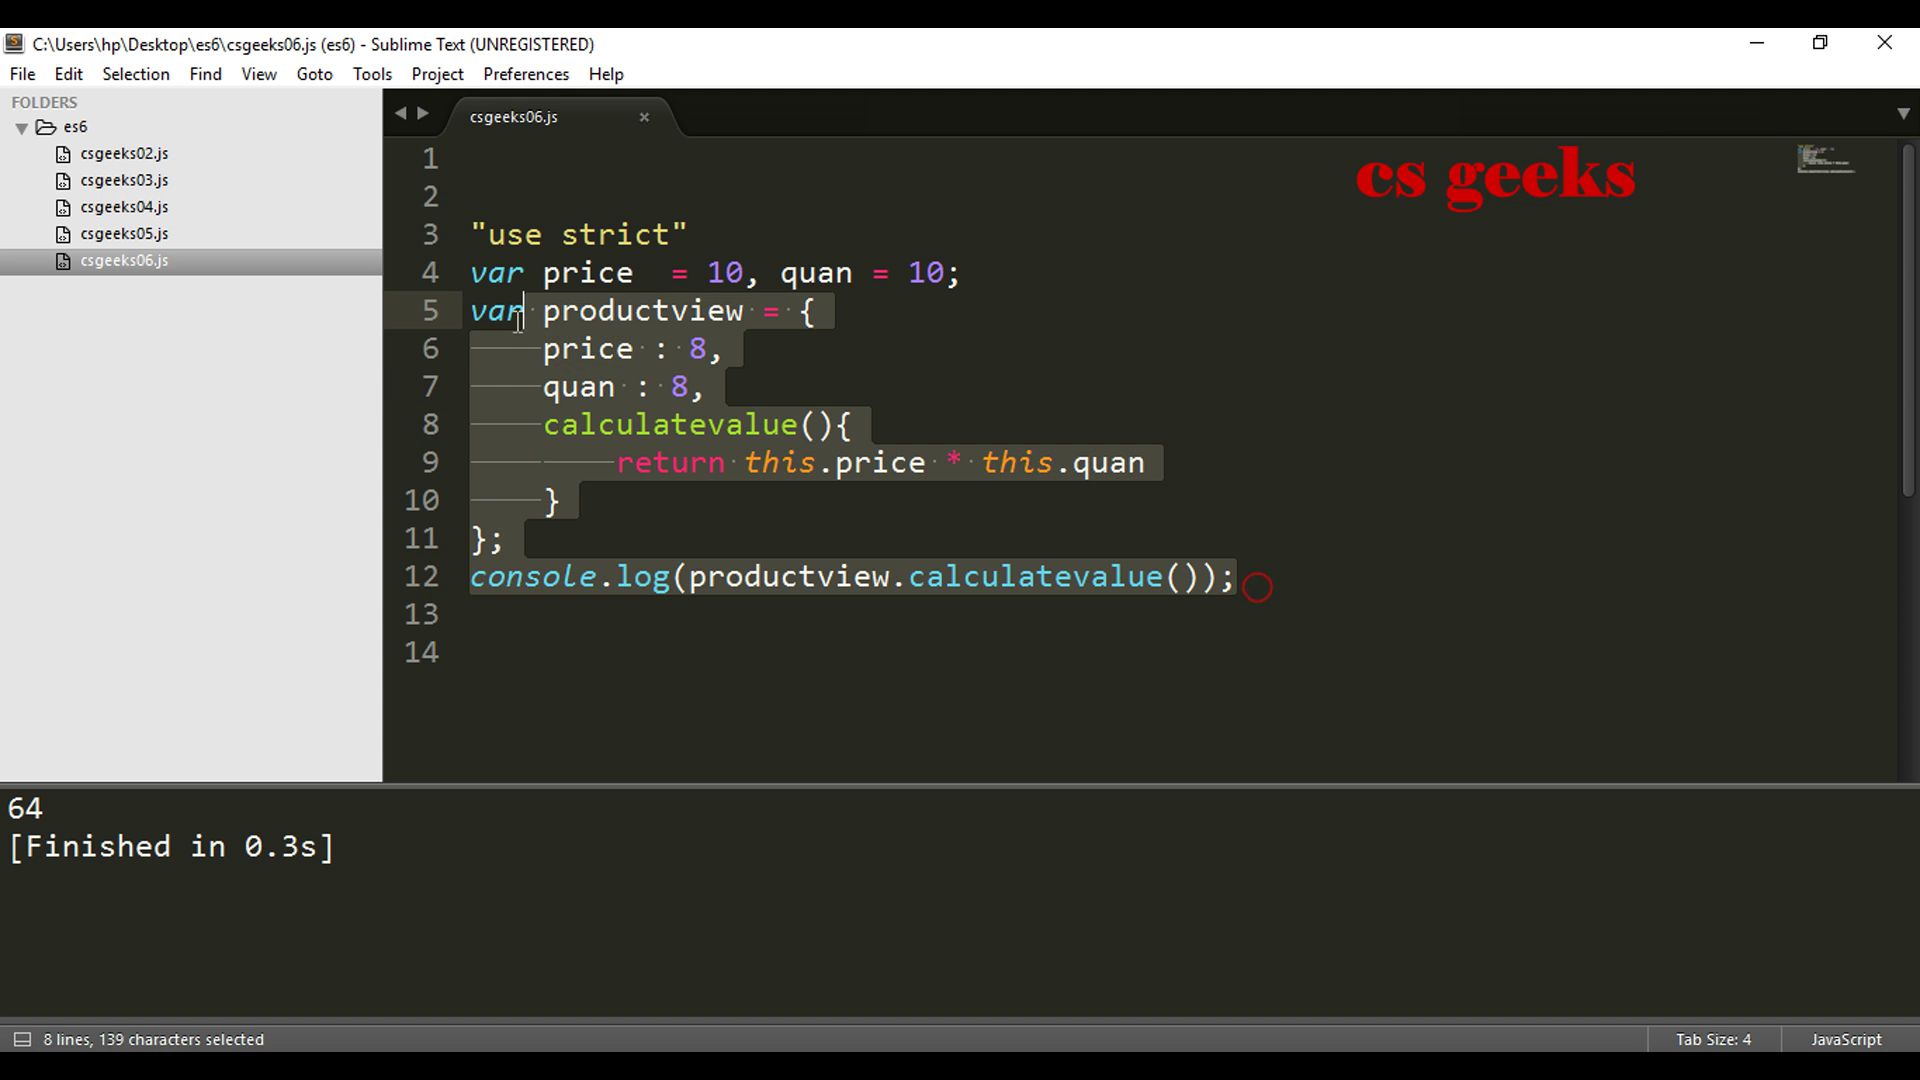 C:\Users\hp\Desktop\es6\csgeeks06.js (es6) - Sublime Text (UNREGISTERED)
File Edit Selection Find View Goto Tools Project Preferences Help
FOLDERS
es6
csgeeks02.js
csgeeks03.js
csgeeks04.js
csgeeks05.js
csgeeks06.js
csgeeks06.js
cs geeks
1
2
3 "use strict"
4 var price  = 10, quan = 10;
5 var productview = {
6 price : 8,
7 quan : 8,
8 calculatevalue(){
9 return this.price * this.quan
10 }
11 };
12 console.log(productview.calculatevalue());
13
14
64
[Finished in 0.3s]
8 lines, 139 characters selected
Tab Size: 4
JavaScript